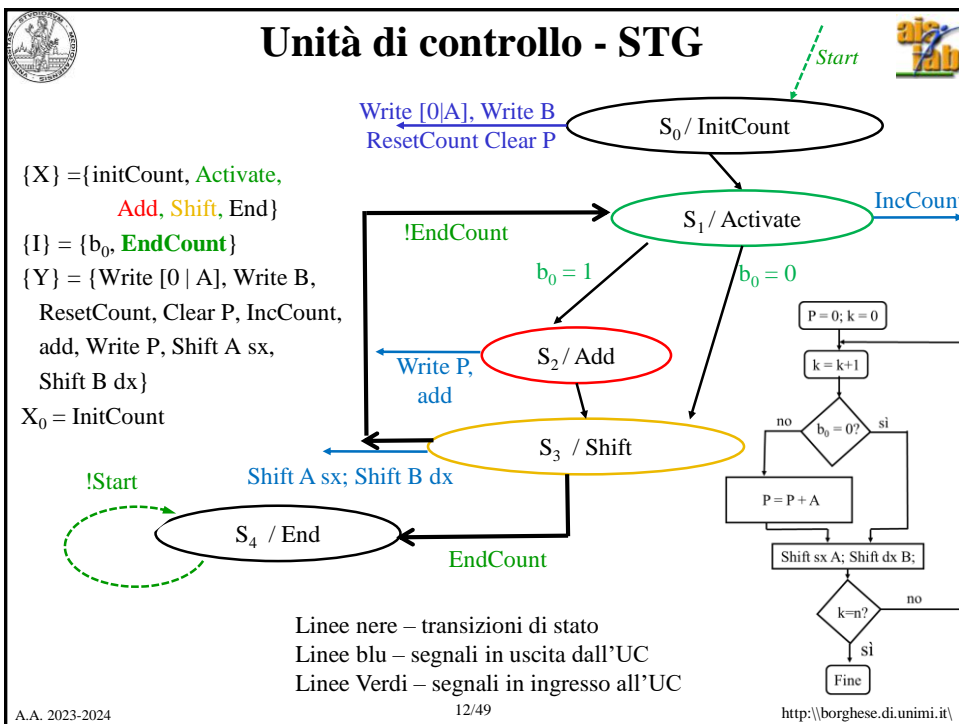 Unità di controllo - STG
Start
Write [0|A], Write B
ResetCount Clear P
S0 / InitCount
{X} ={initCount, Activate,
Add, Shift, End}
{I} = {b0, EndCount}
{Y} = {Write [0 | A], Write B,
ResetCount, Clear P, IncCount,
add, Write P, Shift A sx,
Shift B dx}
X0 = InitCount
S1 / Activate
IncCount
!EndCount
b0 = 1
b0 = 0
S2 / Add
Write P,
add
S3 / Shift
Shift A sx; Shift B dx
!Start
S4 / End
EndCount
P = 0; k = 0
k = k+1
no
b0 = 0?
sì
P = P + A
Shift sx A; Shift dx B;
k=n?
no
sì
Fine
Linee nere – transizioni di stato
Linee blu – segnali in uscita dall'UC
Linee Verdi – segnali in ingresso all'UC
A.A. 2023-2024
12/49
http:\\borghese.di.unimi.it\